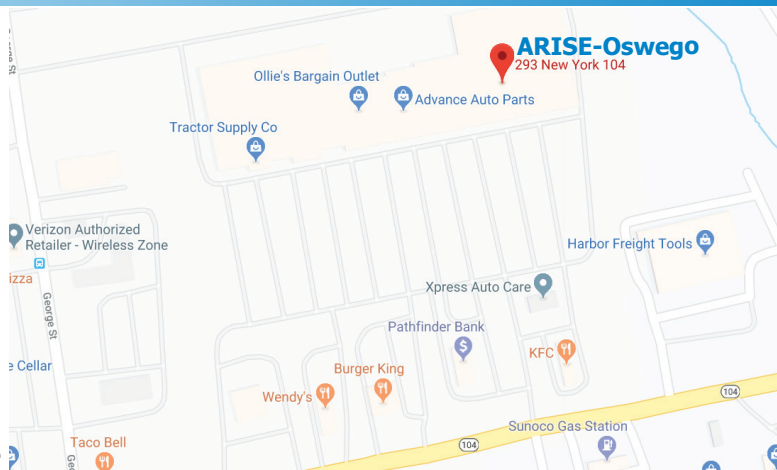 ARISE-Oswego
293 New York 104
Ollie's Bargain Outlet
Advance Auto Parts
Tractor Supply Co
Verizon Authorized
Retailer - Wireless Zone
Harbor Freight Tools
izza
George St
Xpress Auto Care
Pathfinder Bank
KFC
e Cellar
Burger King
Wendy's
104
Sunoco Gas Station
104
Taco Bell
Ge